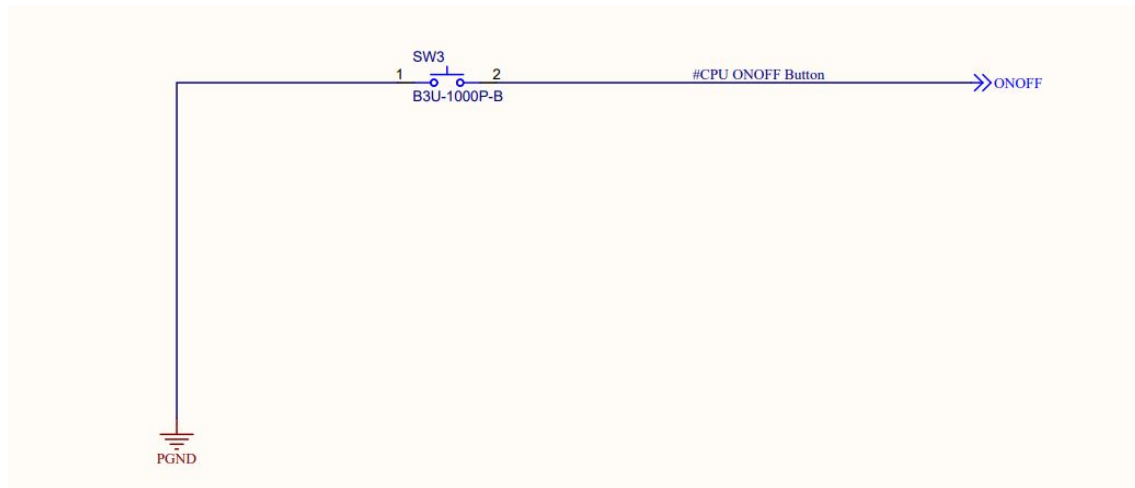 SW3
1
2
#CPU ONOFF Button
ONOFF
B3U-1000P-B
PGND